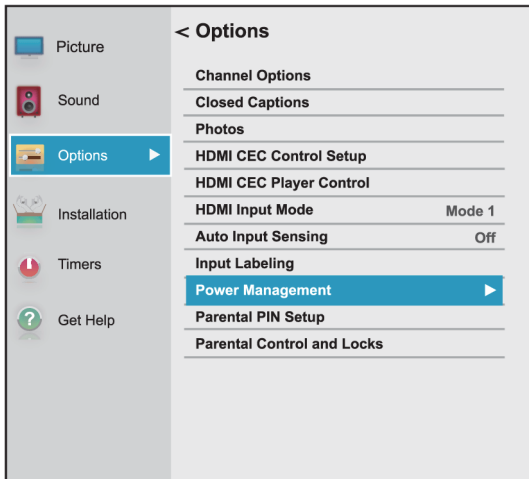 Picture
Sound
Options
Installation
Timers
Get Help
< Options
Channel Options
Closed Captions
Photos
HDMI CEC Control Setup
HDMI CEC Player Control
HDMI Input Mode Mode 1
Auto Input Sensing Off
Input Labeling
Power Management
Parental PIN Setup
Parental Control and Locks